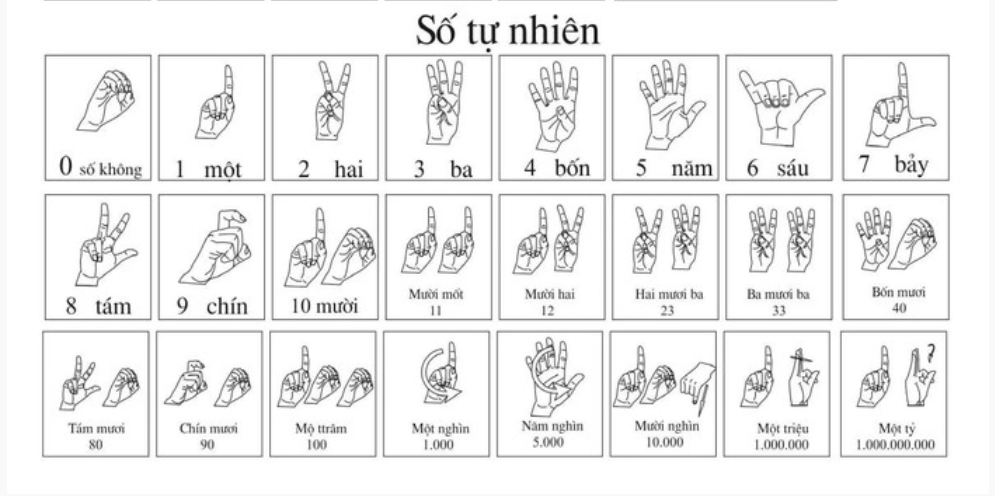 Số tự nhiên
0 số không
1 một
2 hai
3 ba
4 bốn
5 năm
6 sáu
7 bảy
8 tám
9 chín
10 mười
Mười mốt
11
Mười hai
12
Hai mươi ba
23
Ba mươi ba
33
Bốn mươi
40
Tám mươi
80
Chín mươi
90
Mộ ttrăm
100
Một nghìn
1.000
Năm nghìn
5.000
Mười nghìn
10.000
Một triệu
1.000.000
?
Một tỷ
1.000.000.000